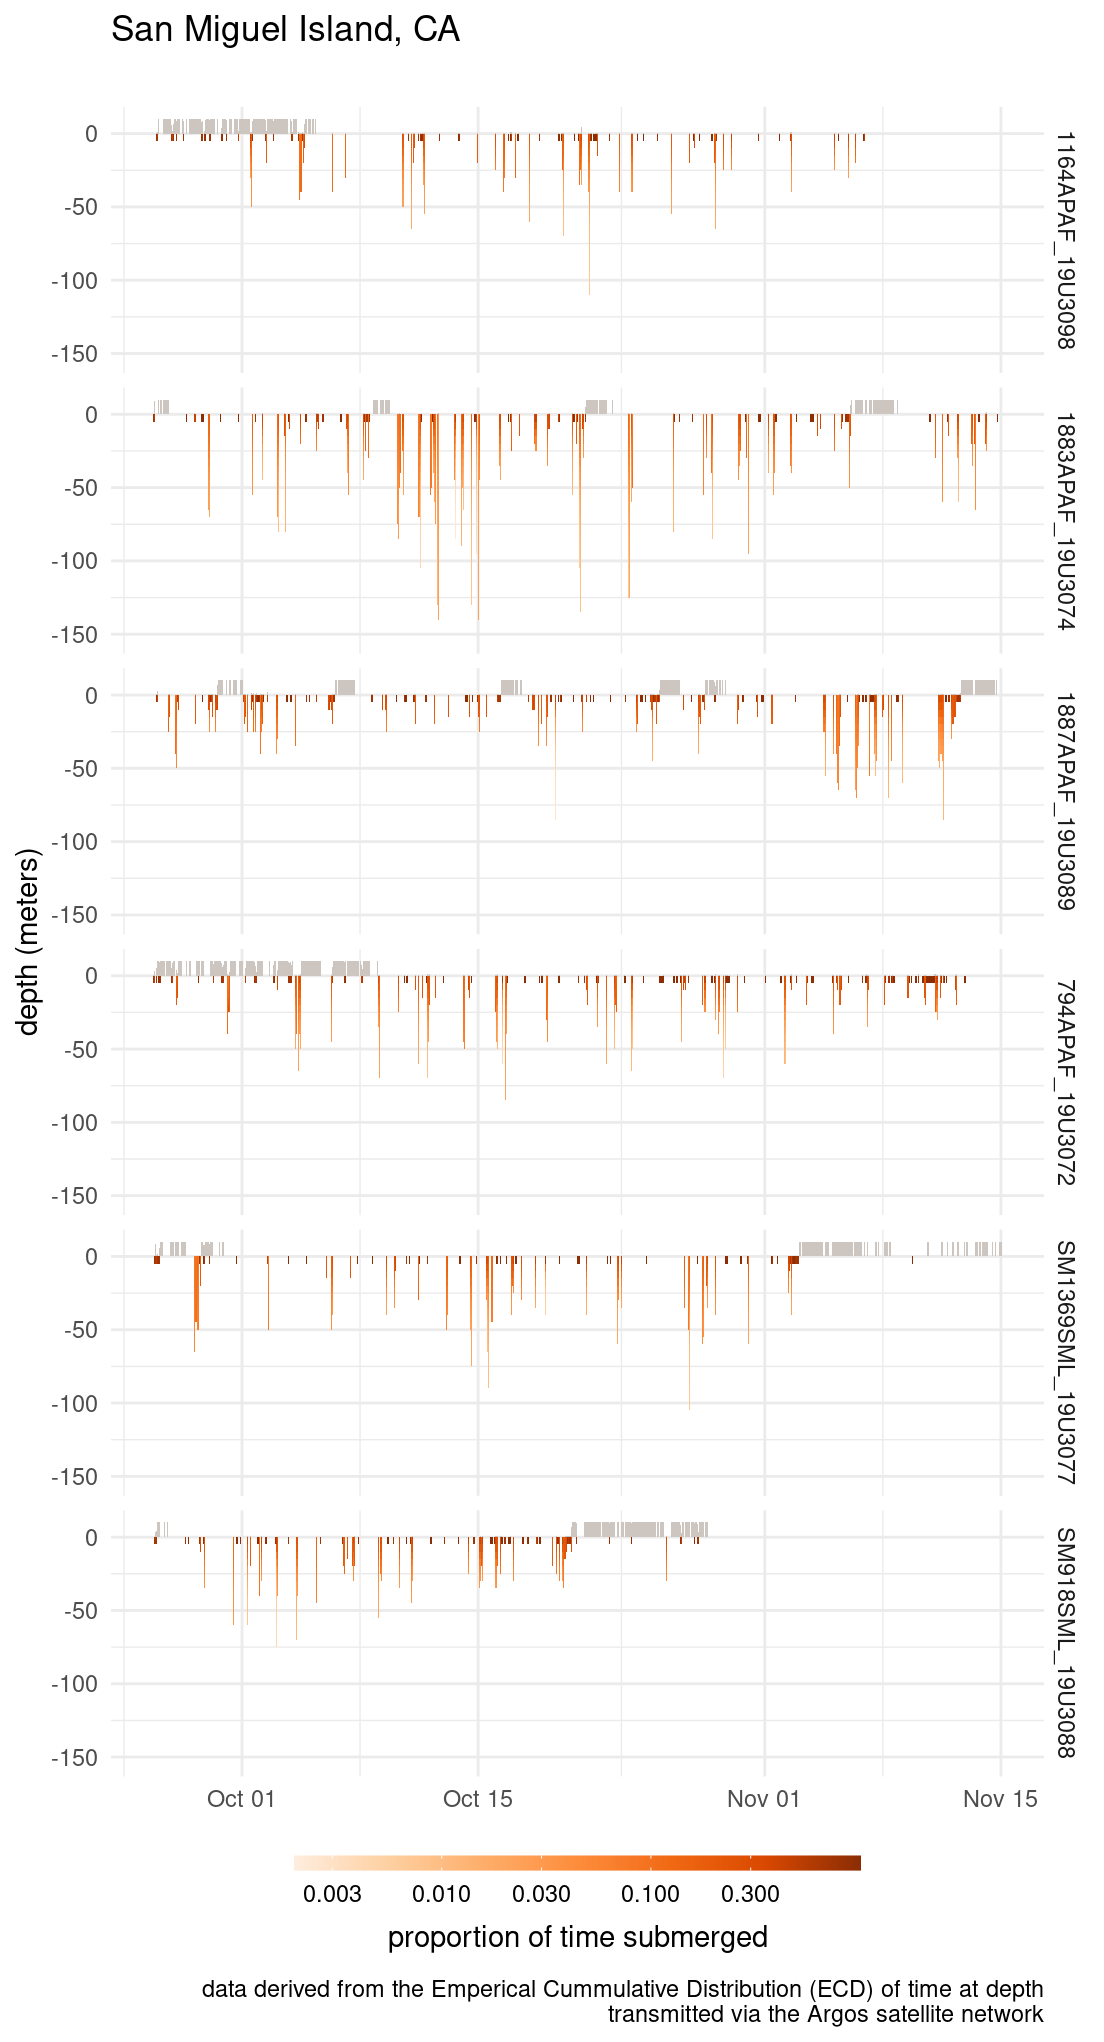 San Miguel Island, CA
0
-50
-100
-150
1164APAF_19U3098
0
-50
-100
-150
1883APAF_19U3074
0
-50
-100
-150
1887APAF_19U3089
depth (meters)
0
-50
-100
-150
794APAF_19U3072
0
-50
-100
-150
SM1369SML_19U3077
0
-50
-100
-150
SM918SML_19U3088
Oct 01 Oct 15 Nov 01 Nov 15
0.003 0.010 0.030 0.100 0.300
proportion of time submerged
data derived from the Emperical Cummulative Distribution (ECD) of time at depth
transmitted via the Argos satellite network